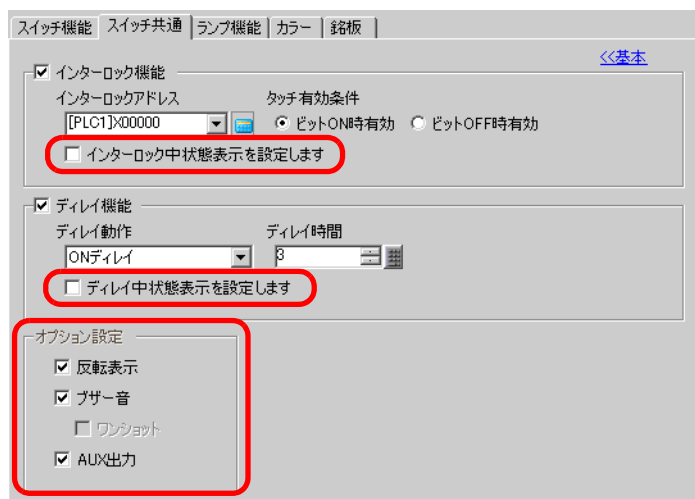 スイッチ機能 スイッチ共通 ランプ機能 カラー 銘板
<<基本
インターロック機能
インターロックアドレス タッチ有効条件
[PLC1]X00000 ビットON時有効 ビットOFF時有効
インターロック中状態表示を設定します
ディレイ機能
ディレイ動作 ディレイ時間
ONディレイ 3
ディレイ中状態表示を設定します
オプション設定
反転表示
ブザー音
ワンショット
AUX出力